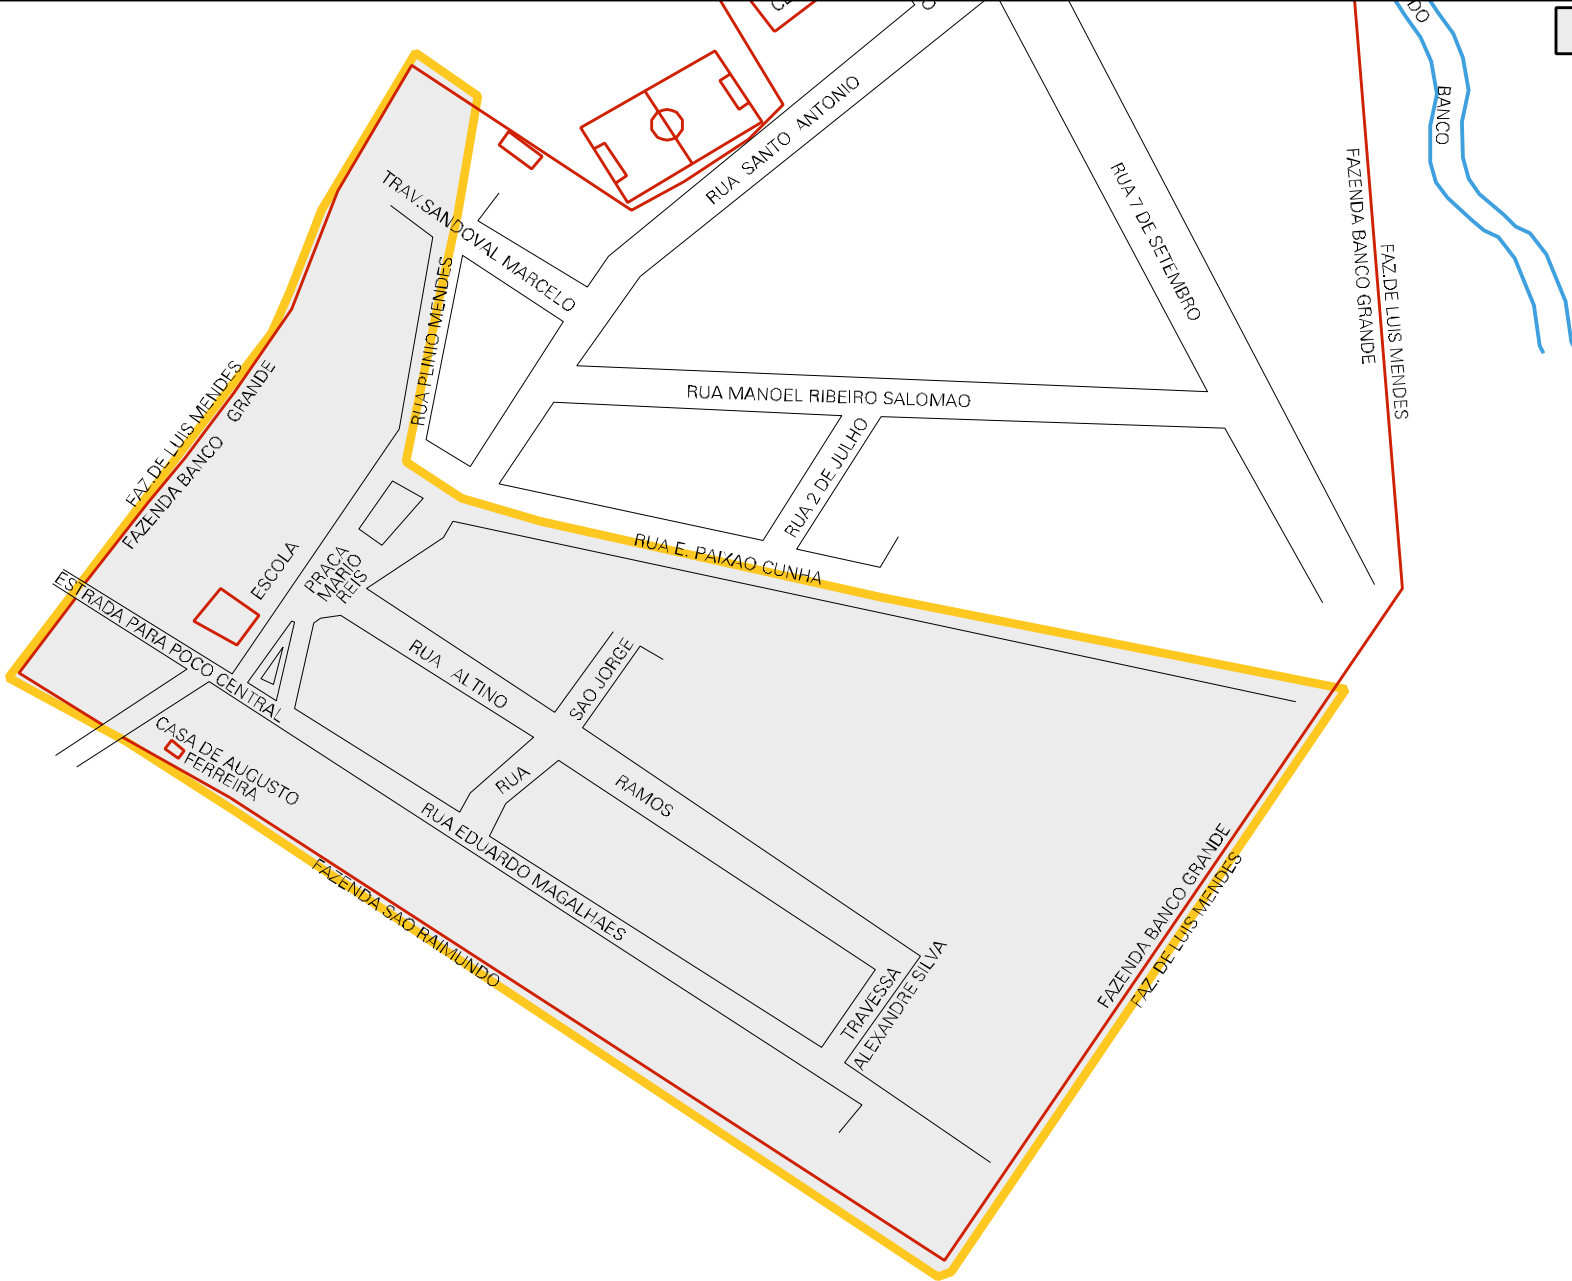 DO
BANCO
RUA SANTO ANTONIO
RUA 7 DE SETEMBRO
FAZENDA BANCO GRANDE
FAZ.DE LUIS MENDES
TRAV.SANDOVAL MARCELO
RUA PLINIO MENDES
RUA MANOEL RIBEIRO SALOMAO
RUA 2 DE JULHO
RUA E. PAIXAO CUNHA
FAZ.DE LUIS MENDES
FAZENDA BANCO GRANDE
ESCOLA
PRACA
MARIO
REIS
ESTRADA PARA POCO CENTRAL
RUA ALTINO
RAMOS
RUA
SAO JORGE
CASA DE AUGUSTO
FERREIRA
RUA EDUARDO MAGALHAES
FAZENDA SAO RAIMUNDO
TRAVESSA
ALEXANDRE SILVA
FAZENDA BANCO GRANDE
FAZ. DE LUIS MENDES